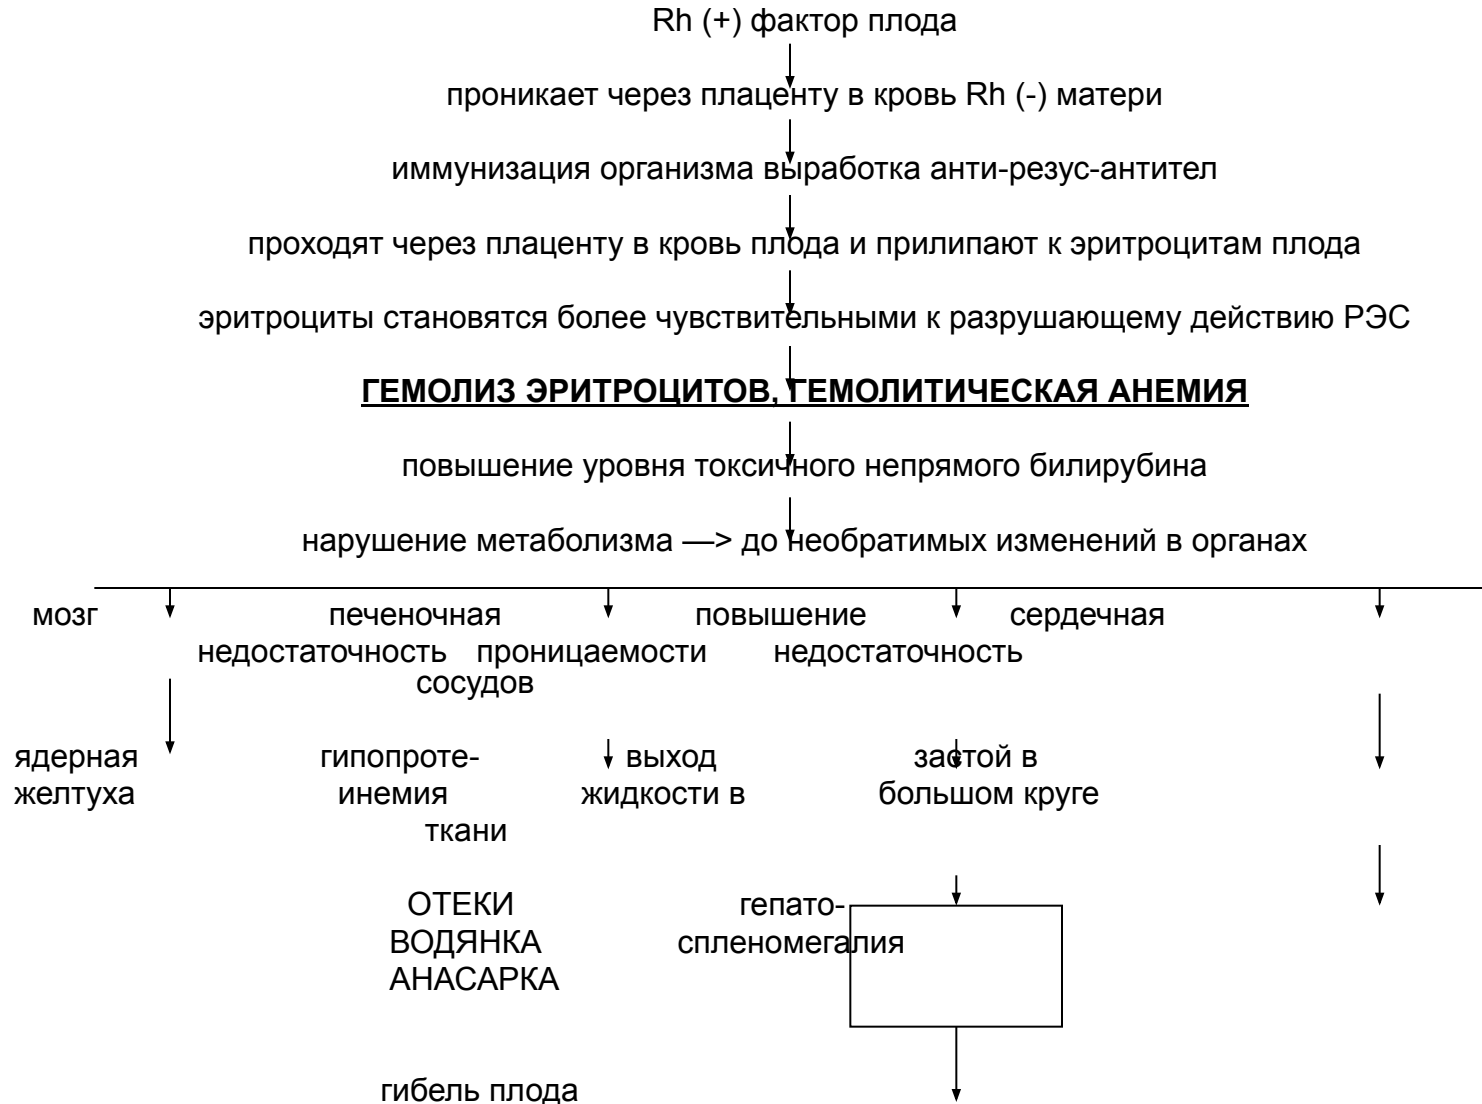 Rh (+) фактор плода
проникает через плаценту в кровь Rh (-) матери
иммунизация организма выработка анти-резус-антител
проходят через плаценту в кровь плода и прилипают к эритроцитам плода
эритроциты становятся более чувствительными к разрушающему действию РЭС
ГЕМОЛИЗ ЭРИТРОЦИТОВ, ГЕМОЛИТИЧЕСКАЯ АНЕМИЯ
повышение уровня токсичного непрямого билирубина
нарушение метаболизма —> до необратимых изменений в органах
мозг печеночная повышение сердечная
недостаточность проницаемости недостаточность
сосудов
ядерная гипопроте- выход застой в
желтуха инемия жидкости в большом круге
ткани
ОТЕКИ гепато-
ВОДЯНКА спленомегалия
АНАСАРКА
гибель плода